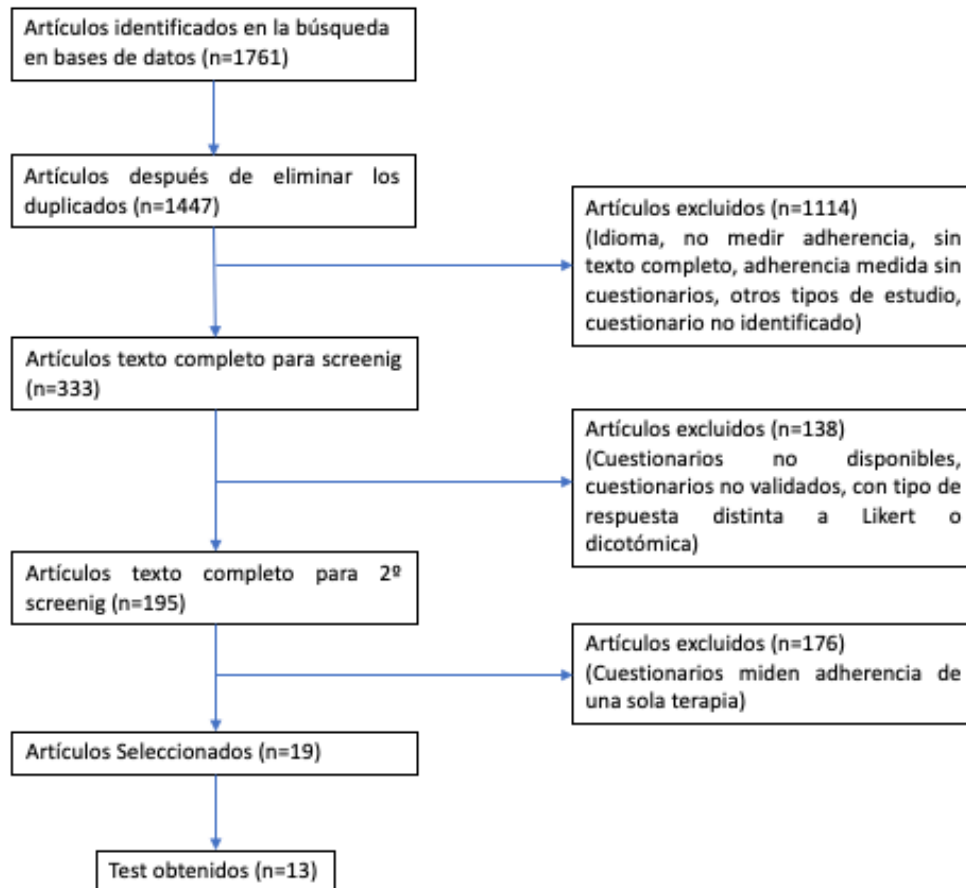 Artículos identificados en la búsqueda
en bases de datos (n=1761)
Artículos después de eliminar los
duplicados (n=1447)
Artículos excluidos (n=1114)
(Idioma, no medir adherencia, sin
texto completo, adherencia medida sin
cuestionarios, otros tipos de estudio,
cuestionario no identificado)
Artículos texto completo para screenig
(n=333)
Artículos excluidos (n=138)
(Cuestionarios no disponibles,
cuestionarios no validados, con tipo de
respuesta distinta a Likert o
dicotómica)
Artículos texto completo para 2º
screenig (n=195)
Artículos excluidos (n=176)
(Cuestionarios miden adherencia de
una sola terapia)
Artículos Seleccionados (n=19)
Test obtenidos (n=13)